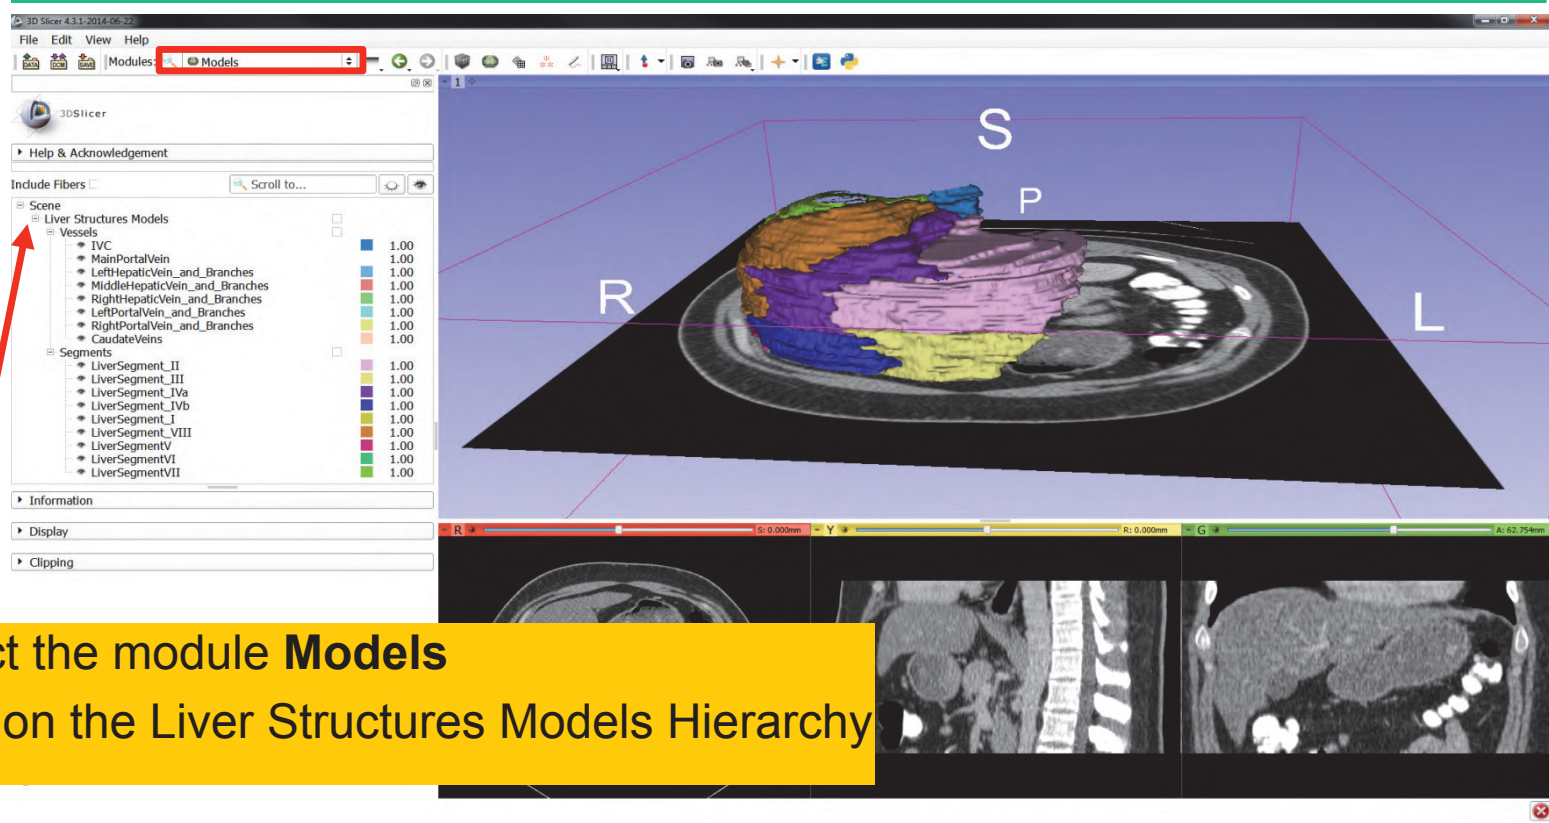 3D Slicer 4.3.1-2014-06-22
File Edit View Help
DATA DCM SAVE Modules: Models
1
3DSlicer
Help & Acknowledgement
Include Fibers Scroll to...
Scene
Liver Structures Models
Vessels
IVC 1.00
MainPortalVein 1.00
LeftHepaticVein_and_Branches 1.00
MiddleHepaticVein_and_Branches 1.00
RightHepaticVein_and_Branches 1.00
LeftPortalVein_and_Branches 1.00
RightPortalVein_and_Branches 1.00
CaudateVeins 1.00
Segments
LiverSegment_II 1.00
LiverSegment_III 1.00
LiverSegment_IVa 1.00
LiverSegment_IVb 1.00
LiverSegment_I 1.00
LiverSegment_VIII 1.00
LiverSegmentV 1.00
LiverSegmentVI 1.00
LiverSegmentVII 1.00
Information
Display
Clipping
S
P
R
L
R S: 0.000mm
Y R: 0.000mm
G A: 62.754mm
ct the module Models
on the Liver Structures Models Hierarchy